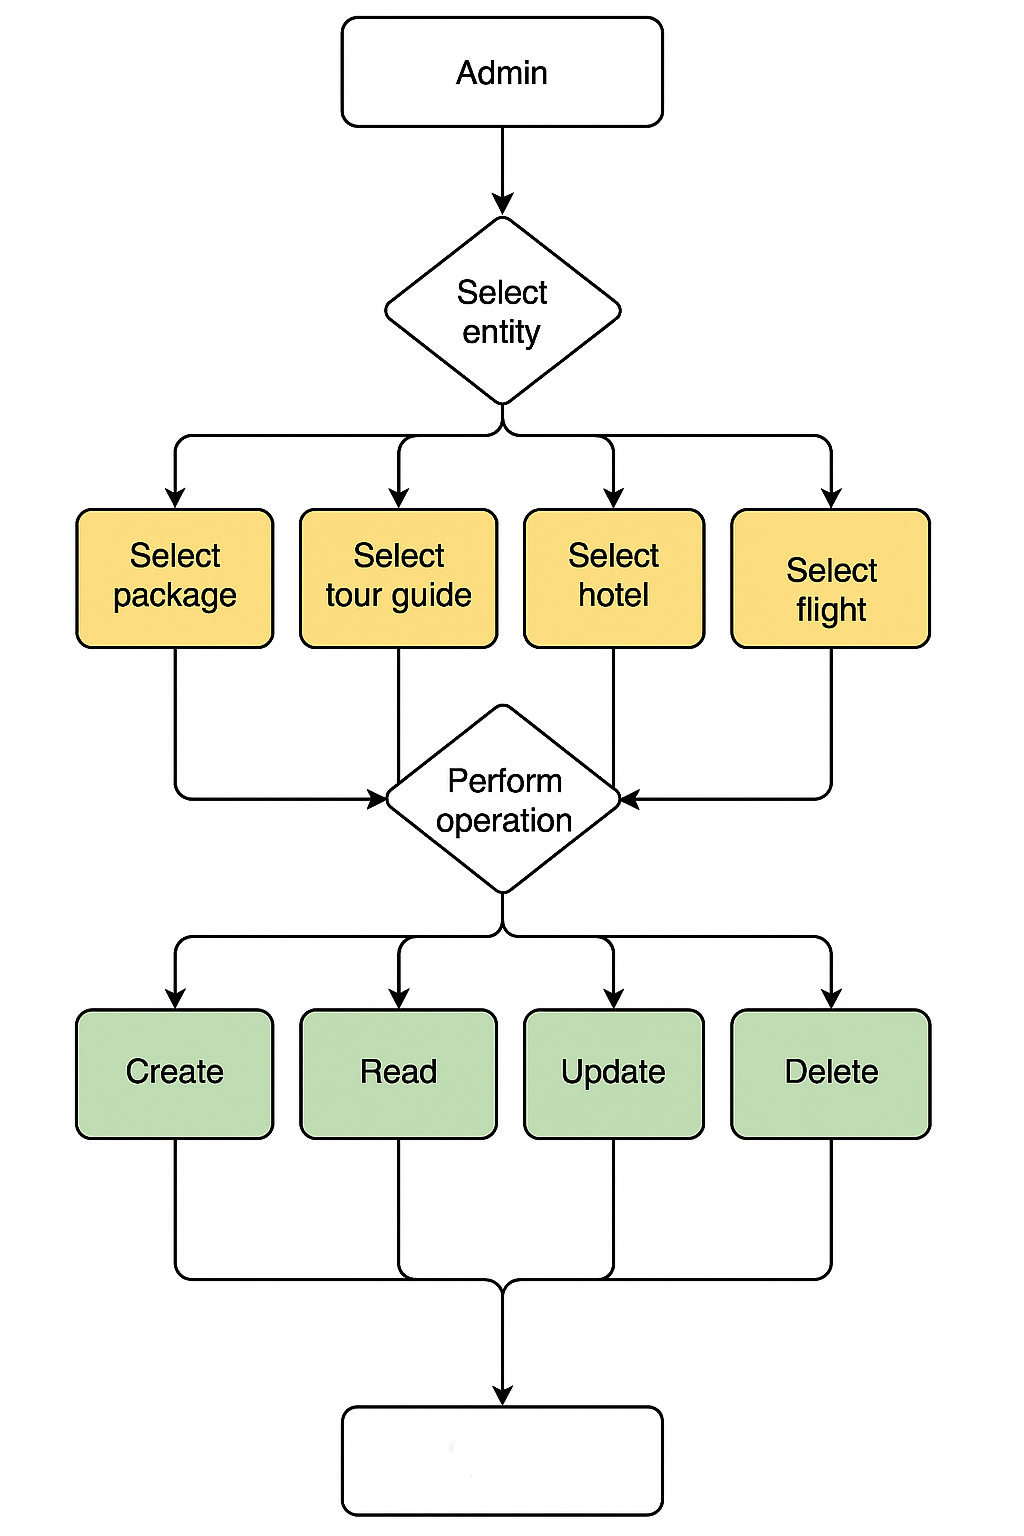 Admin
Select
entity
Select
package
Select
tour guide
Select
hotel
Select
flight
Perform
operation
Create
Read
Update
Delete